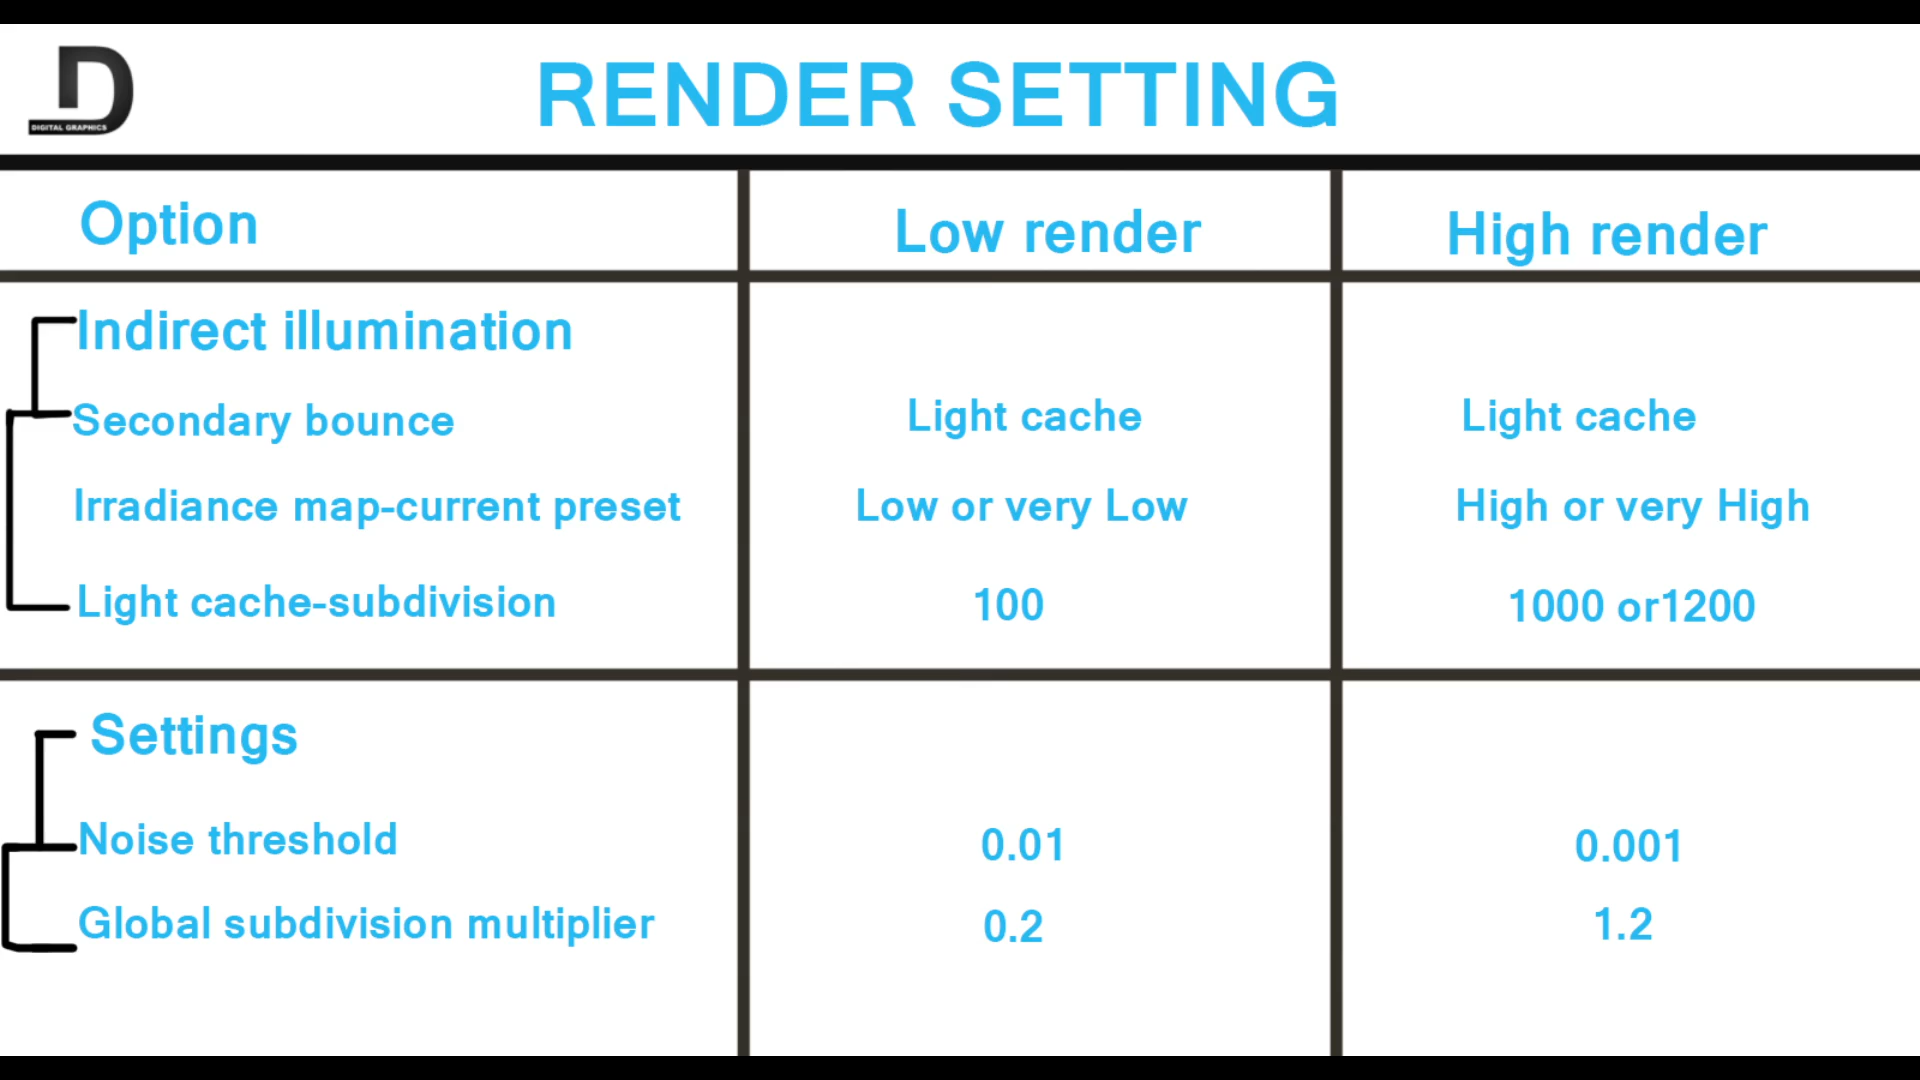 DIGITAL GRAPHICS
RENDER SETTING
Option Low render High render
Indirect illumination
Secondary bounce Light cache Light cache
Irradiance map-current preset Low or very Low High or very High
Light cache-subdivision 100 1000 or1200
Settings
Noise threshold 0.01 0.001
Global subdivision multiplier 0.2 1.2